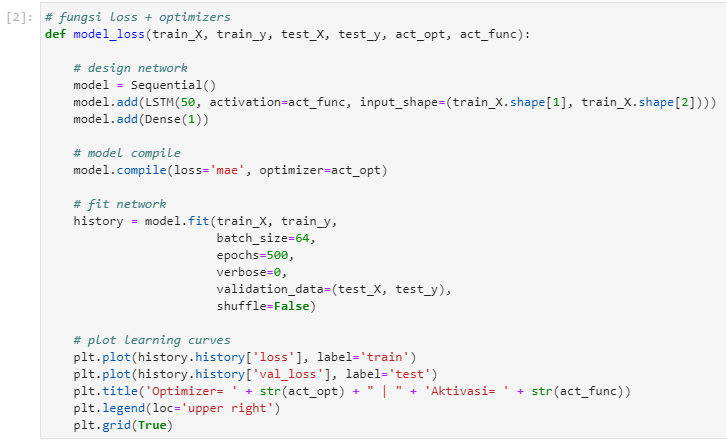 [2]: # fungsi loss + optimizers
def model_loss(train_X, train_y, test_X, test_y, act_opt, act_func):

    # design network
    model = Sequential()
    model.add(LSTM(50, activation=act_func, input_shape=(train_X.shape[1], train_X.shape[2])))
    model.add(Dense(1))

    # model compile
    model.compile(loss='mae', optimizer=act_opt)

    # fit network
    history = model.fit(train_X, train_y,
                        batch_size=64,
                        epochs=500,
                        verbose=0,
                        validation_data=(test_X, test_y),
                        shuffle=False)

    # plot learning curves
    plt.plot(history.history['loss'], label='train')
    plt.plot(history.history['val_loss'], label='test')
    plt.title('Optimizer= ' + str(act_opt) + " | " + 'Aktivasi= ' + str(act_func))
    plt.legend(loc='upper right')
    plt.grid(True)